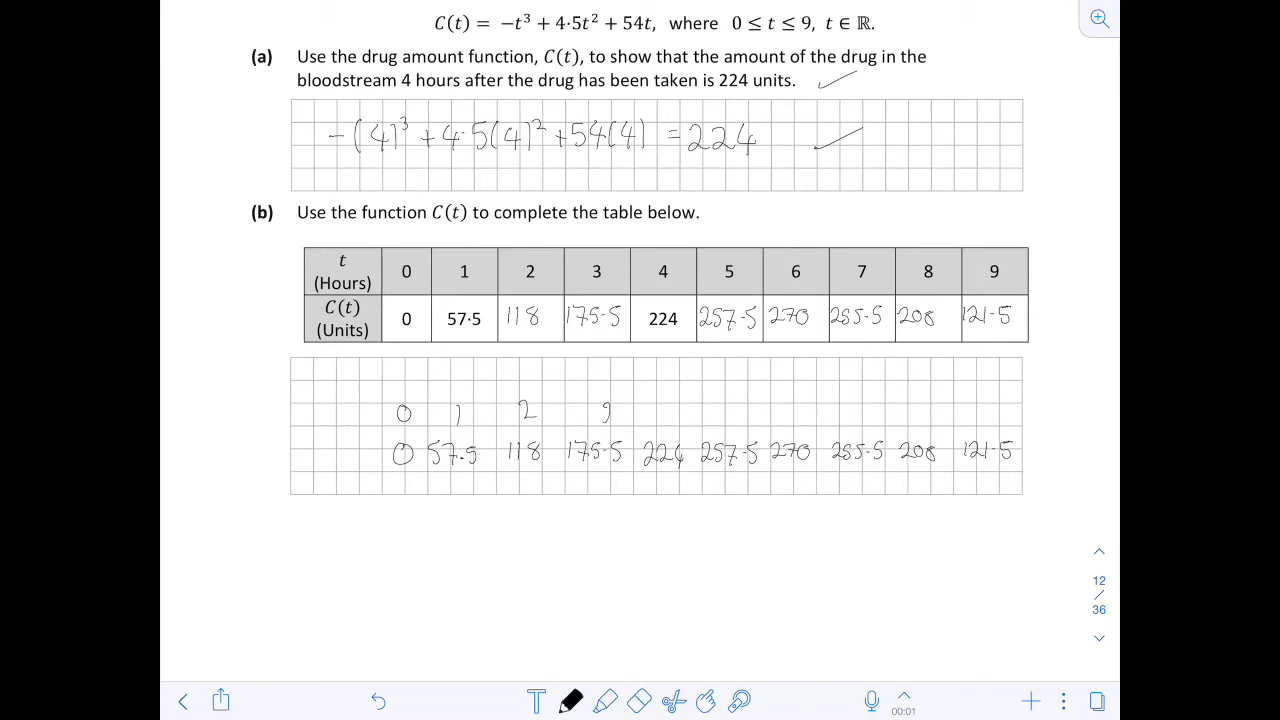 C(t) = −t³ + 4·5t² + 54t, where 0 ≤ t ≤ 9, t ∈ ℝ.
(a) Use the drug amount function, C(t), to show that the amount of the drug in the
bloodstream 4 hours after the drug has been taken is 224 units.
-(4)³ + 4·5(4)² + 54(4) = 224
(b) Use the function C(t) to complete the table below.
t (Hours) 0 1 2 3 4 5 6 7 8 9
C(t) (Units) 0 57·5 118 175·5 224 257·5 270 255·5 208 121·5
0 1 2 3
0 57·5 118 175·5 224 257·5 270 255·5 208 121·5
12
/
36
T
00:01